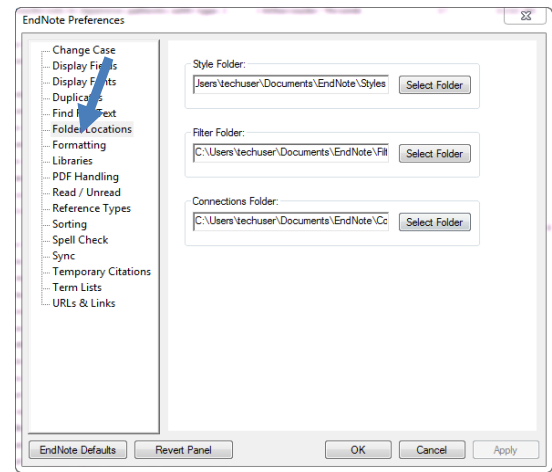 EndNote Preferences
Change Case
Display Fields
Display Fonts
Duplicates
Find Text
Folder Locations
Formatting
Libraries
PDF Handling
Read / Unread
Reference Types
Sorting
Spell Check
Sync
Temporary Citations
Term Lists
URLs & Links
Style Folder:
Jsers\techuser\Documents\EndNote\Styles
Select Folder
Filter Folder:
C:\Users\techuser\Documents\EndNote\Filt
Select Folder
Connections Folder:
C:\Users\techuser\Documents\EndNote\Cc
Select Folder
EndNote Defaults
Revert Panel
OK
Cancel
Apply